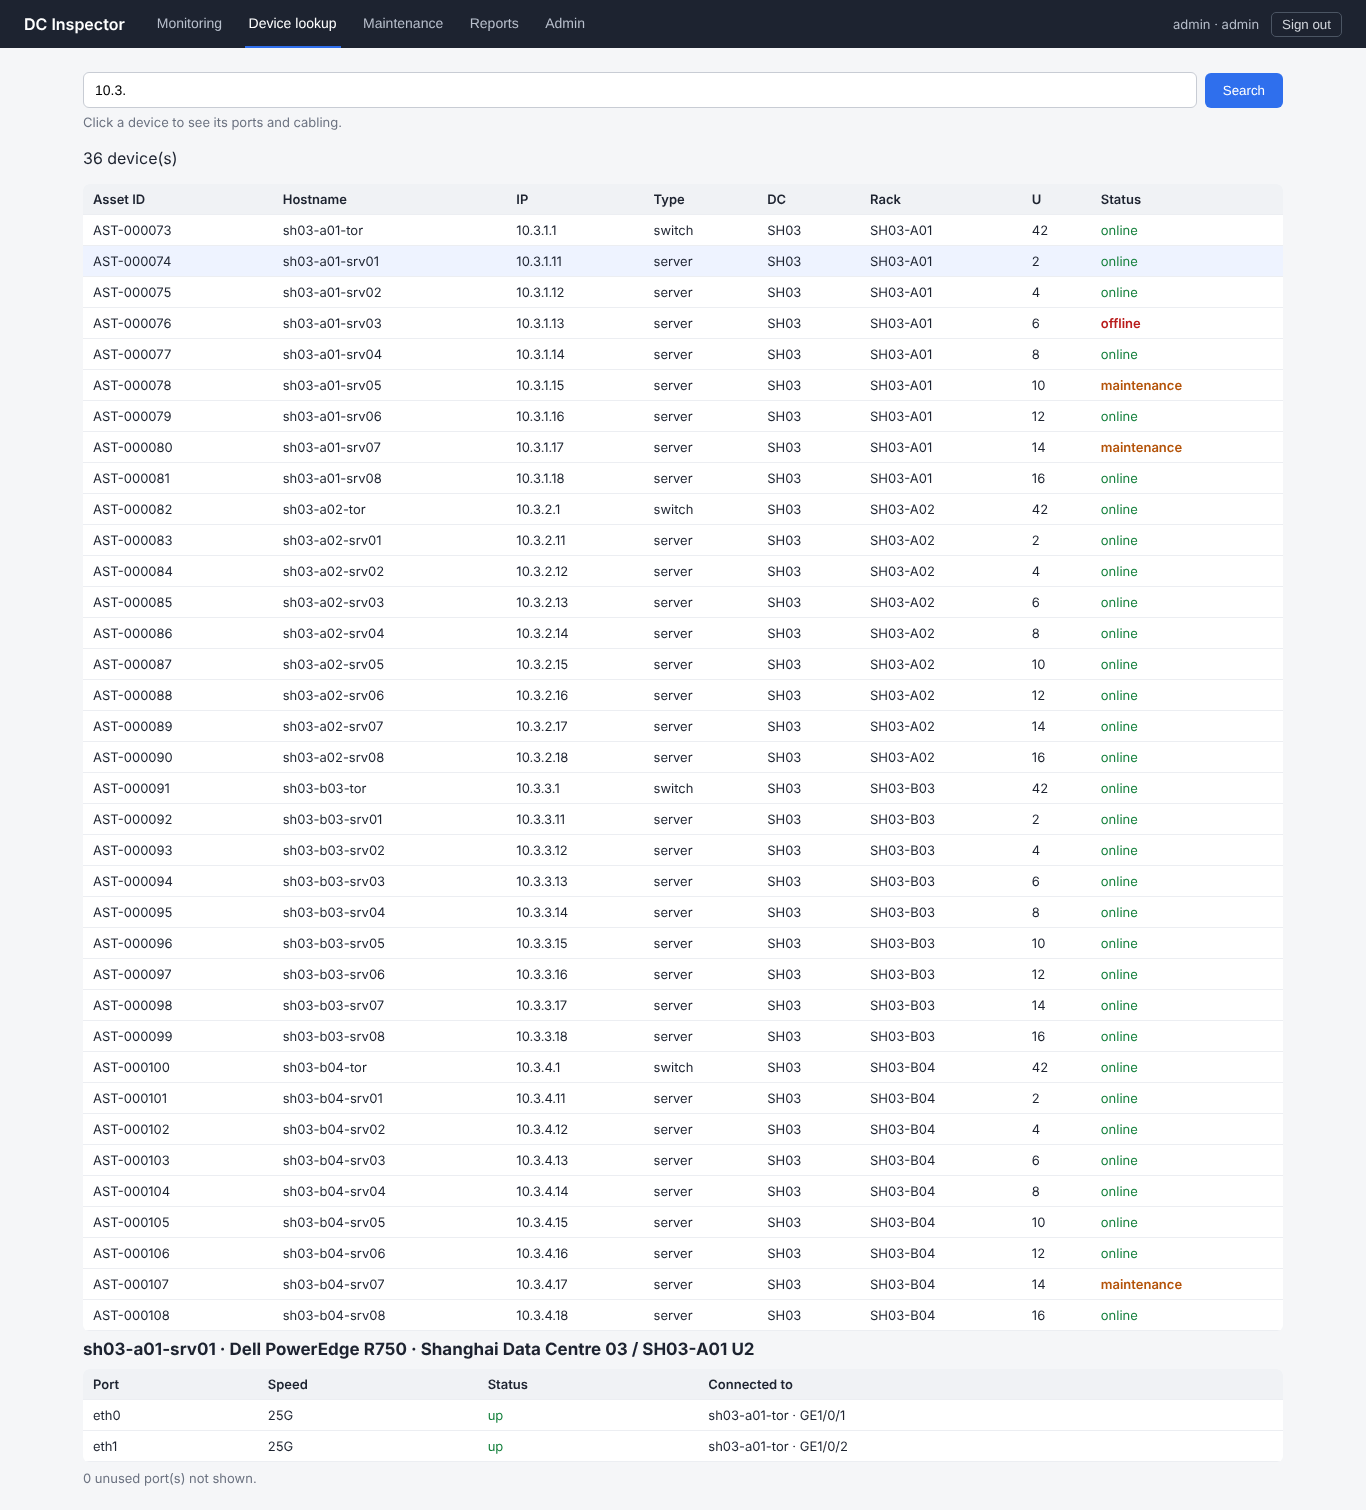 DC Inspector Monitoring Device lookup Maintenance Reports Admin admin · admin Sign out
10.3. Search
Click a device to see its ports and cabling.
36 device(s)
Asset ID Hostname IP Type DC Rack U Status
AST-000073 sh03-a01-tor 10.3.1.1 switch SH03 SH03-A01 42 online
AST-000074 sh03-a01-srv01 10.3.1.11 server SH03 SH03-A01 2 online
AST-000075 sh03-a01-srv02 10.3.1.12 server SH03 SH03-A01 4 online
AST-000076 sh03-a01-srv03 10.3.1.13 server SH03 SH03-A01 6 offline
AST-000077 sh03-a01-srv04 10.3.1.14 server SH03 SH03-A01 8 online
AST-000078 sh03-a01-srv05 10.3.1.15 server SH03 SH03-A01 10 maintenance
AST-000079 sh03-a01-srv06 10.3.1.16 server SH03 SH03-A01 12 online
AST-000080 sh03-a01-srv07 10.3.1.17 server SH03 SH03-A01 14 maintenance
AST-000081 sh03-a01-srv08 10.3.1.18 server SH03 SH03-A01 16 online
AST-000082 sh03-a02-tor 10.3.2.1 switch SH03 SH03-A02 42 online
AST-000083 sh03-a02-srv01 10.3.2.11 server SH03 SH03-A02 2 online
AST-000084 sh03-a02-srv02 10.3.2.12 server SH03 SH03-A02 4 online
AST-000085 sh03-a02-srv03 10.3.2.13 server SH03 SH03-A02 6 online
AST-000086 sh03-a02-srv04 10.3.2.14 server SH03 SH03-A02 8 online
AST-000087 sh03-a02-srv05 10.3.2.15 server SH03 SH03-A02 10 online
AST-000088 sh03-a02-srv06 10.3.2.16 server SH03 SH03-A02 12 online
AST-000089 sh03-a02-srv07 10.3.2.17 server SH03 SH03-A02 14 online
AST-000090 sh03-a02-srv08 10.3.2.18 server SH03 SH03-A02 16 online
AST-000091 sh03-b03-tor 10.3.3.1 switch SH03 SH03-B03 42 online
AST-000092 sh03-b03-srv01 10.3.3.11 server SH03 SH03-B03 2 online
AST-000093 sh03-b03-srv02 10.3.3.12 server SH03 SH03-B03 4 online
AST-000094 sh03-b03-srv03 10.3.3.13 server SH03 SH03-B03 6 online
AST-000095 sh03-b03-srv04 10.3.3.14 server SH03 SH03-B03 8 online
AST-000096 sh03-b03-srv05 10.3.3.15 server SH03 SH03-B03 10 online
AST-000097 sh03-b03-srv06 10.3.3.16 server SH03 SH03-B03 12 online
AST-000098 sh03-b03-srv07 10.3.3.17 server SH03 SH03-B03 14 online
AST-000099 sh03-b03-srv08 10.3.3.18 server SH03 SH03-B03 16 online
AST-000100 sh03-b04-tor 10.3.4.1 switch SH03 SH03-B04 42 online
AST-000101 sh03-b04-srv01 10.3.4.11 server SH03 SH03-B04 2 online
AST-000102 sh03-b04-srv02 10.3.4.12 server SH03 SH03-B04 4 online
AST-000103 sh03-b04-srv03 10.3.4.13 server SH03 SH03-B04 6 online
AST-000104 sh03-b04-srv04 10.3.4.14 server SH03 SH03-B04 8 online
AST-000105 sh03-b04-srv05 10.3.4.15 server SH03 SH03-B04 10 online
AST-000106 sh03-b04-srv06 10.3.4.16 server SH03 SH03-B04 12 online
AST-000107 sh03-b04-srv07 10.3.4.17 server SH03 SH03-B04 14 maintenance
AST-000108 sh03-b04-srv08 10.3.4.18 server SH03 SH03-B04 16 online
sh03-a01-srv01 · Dell PowerEdge R750 · Shanghai Data Centre 03 / SH03-A01 U2
Port Speed Status Connected to
eth0 25G up sh03-a01-tor · GE1/0/1
eth1 25G up sh03-a01-tor · GE1/0/2
0 unused port(s) not shown.